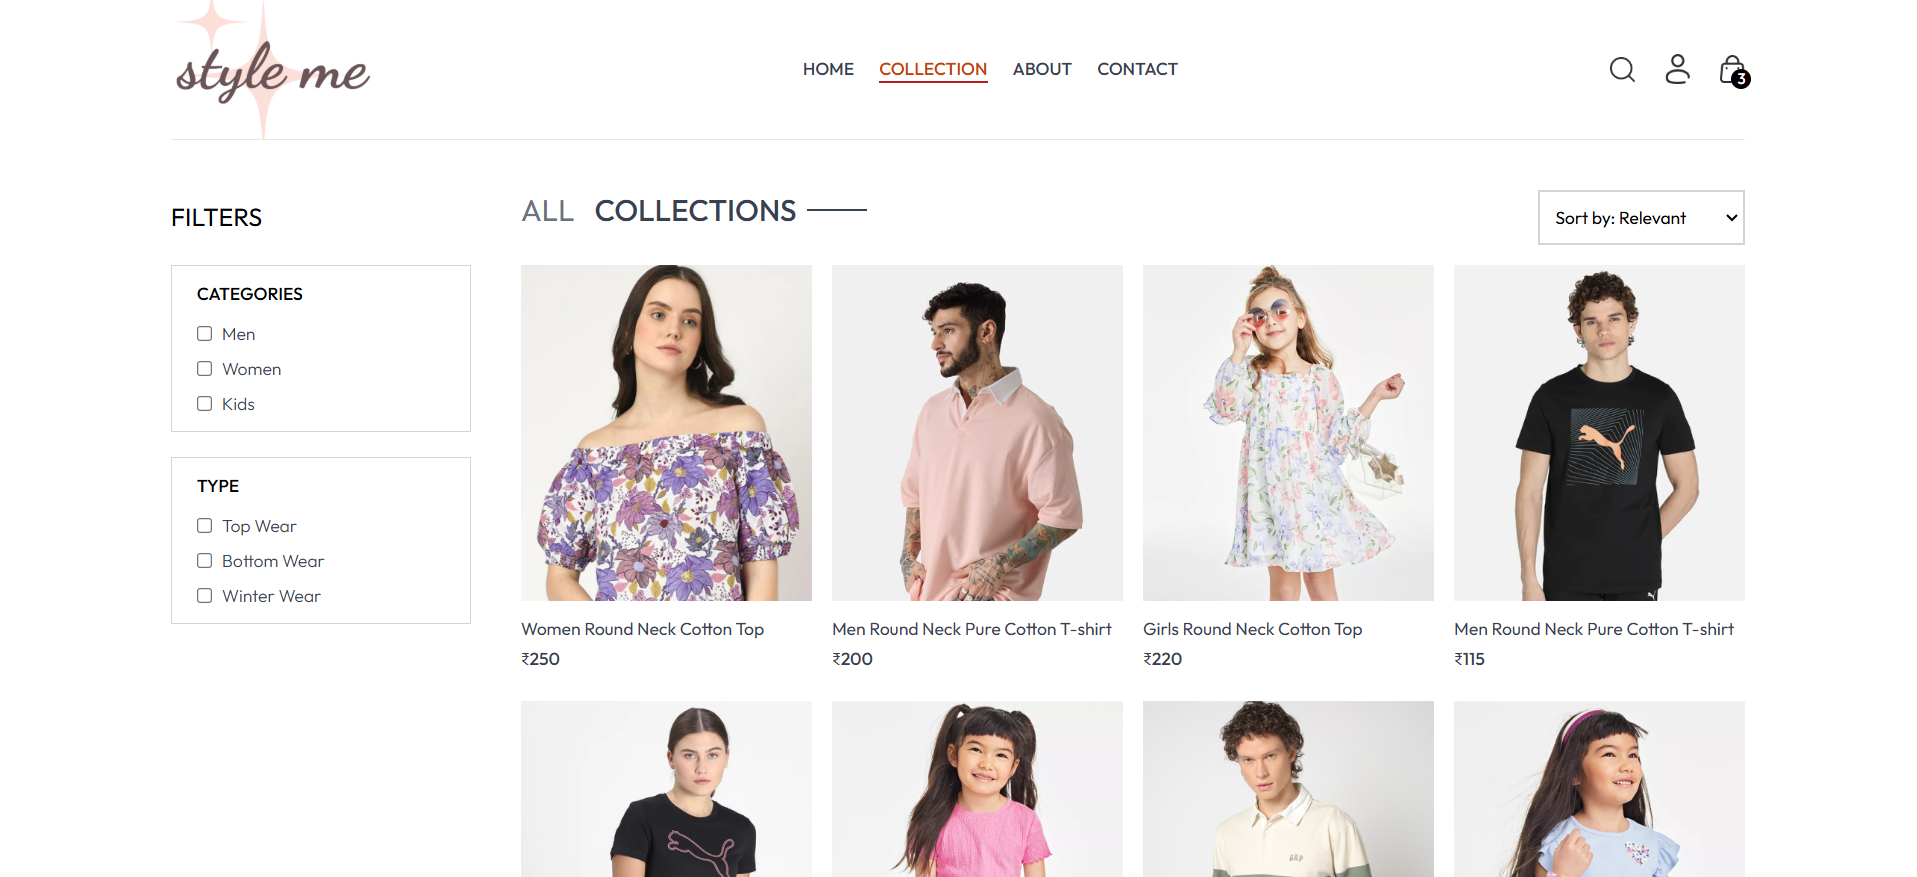 style me
HOME COLLECTION ABOUT CONTACT
3
FILTERS
CATEGORIES
Men
Women
Kids
TYPE
Top Wear
Bottom Wear
Winter Wear
ALL COLLECTIONS
Sort by: Relevant
Women Round Neck Cotton Top
₹250
Men Round Neck Pure Cotton T-shirt
₹200
Girls Round Neck Cotton Top
₹220
Men Round Neck Pure Cotton T-shirt
₹115
GAP